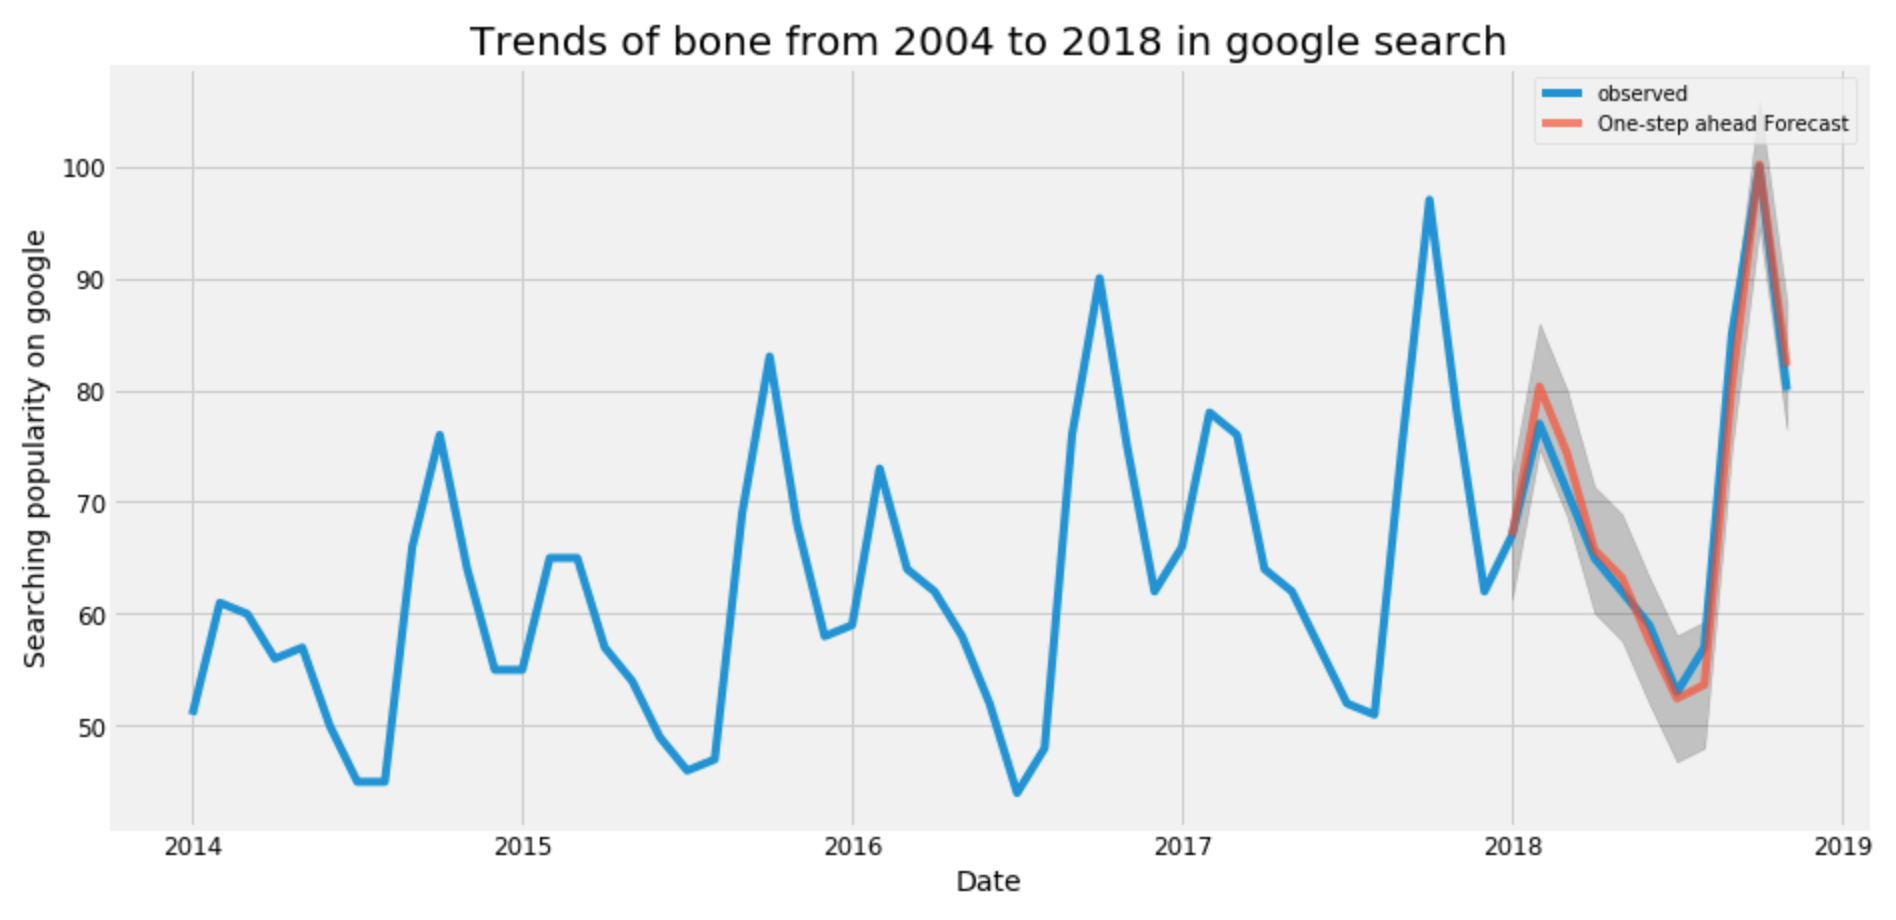 Trends of bone from 2004 to 2018 in google search
observed
One-step ahead Forecast
Searching popularity on google
100
90
80
70
60
50
2014 2015 2016 2017 2018 2019
Date